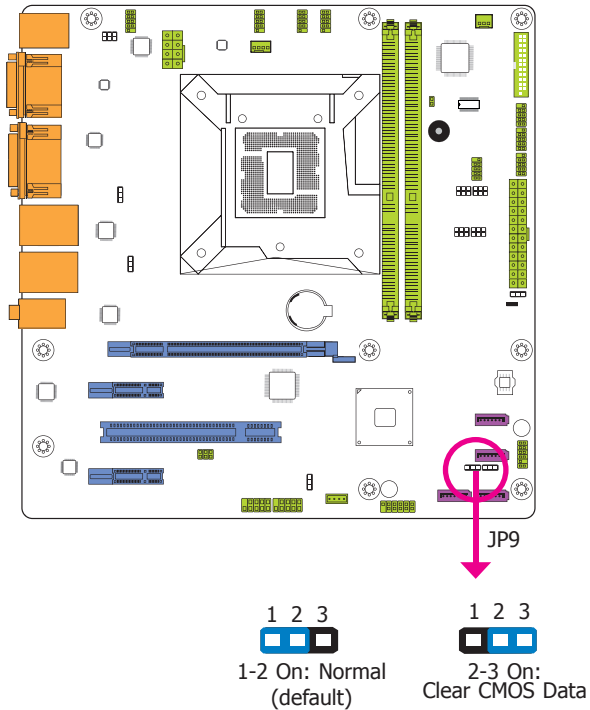 JP9
1 2 3
1-2 On: Normal
(default)
1 2 3
2-3 On:
Clear CMOS Data